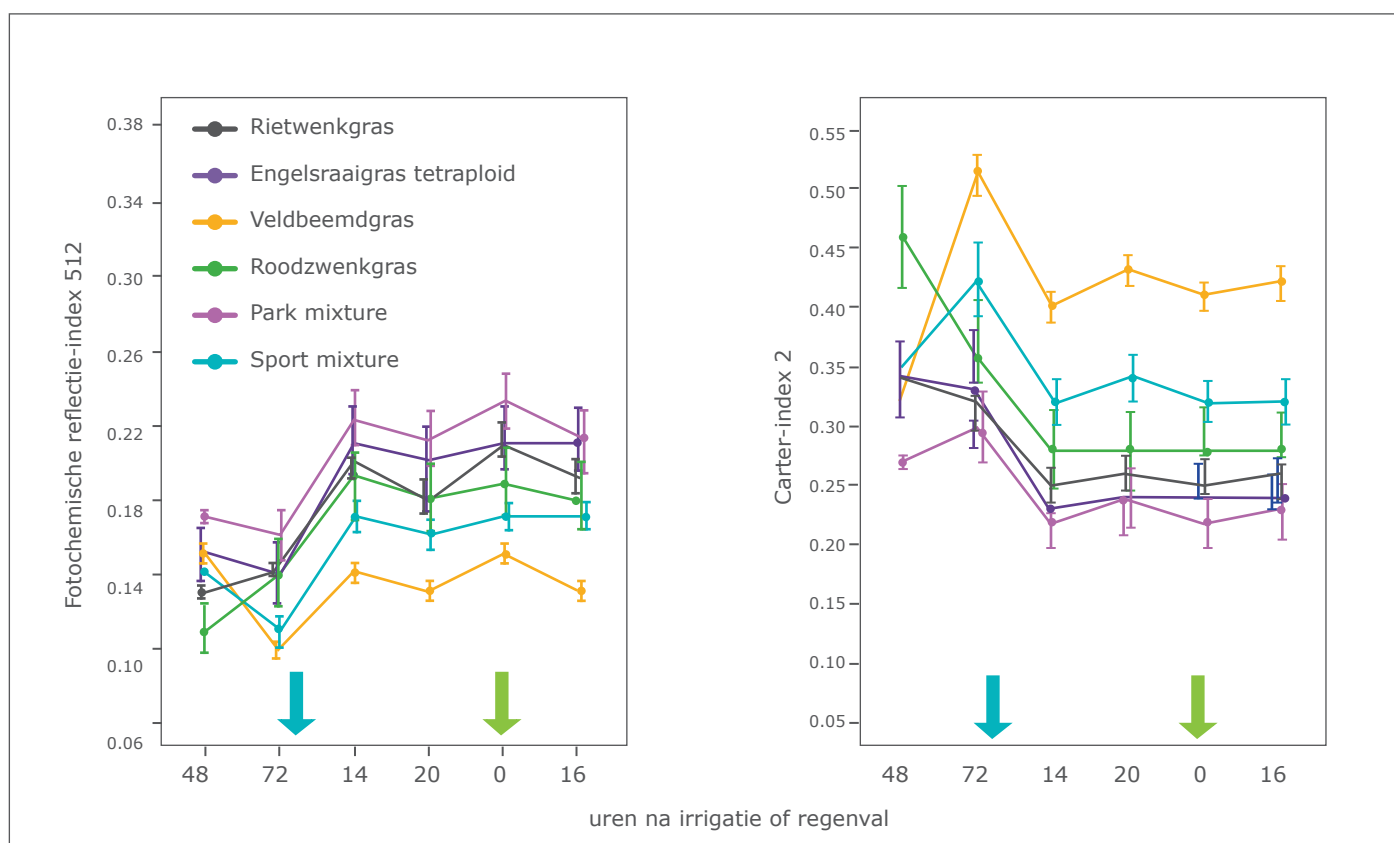 Fotochemische reflectie-index 512
0.38
0.34
0.30
0.26
0.22
0.18
0.14
0.10
0.06
Rietwenkgras
Engelsraaigras tetraploid
Veldbeemdgras
Roodzwenkgras
Park mixture
Sport mixture
48 72 14 20 0 16
Carter-index 2
0.55
0.50
0.45
0.40
0.35
0.30
0.25
0.20
0.15
0.10
0.05
48 72 14 20 0 16
uren na irrigatie of regenval